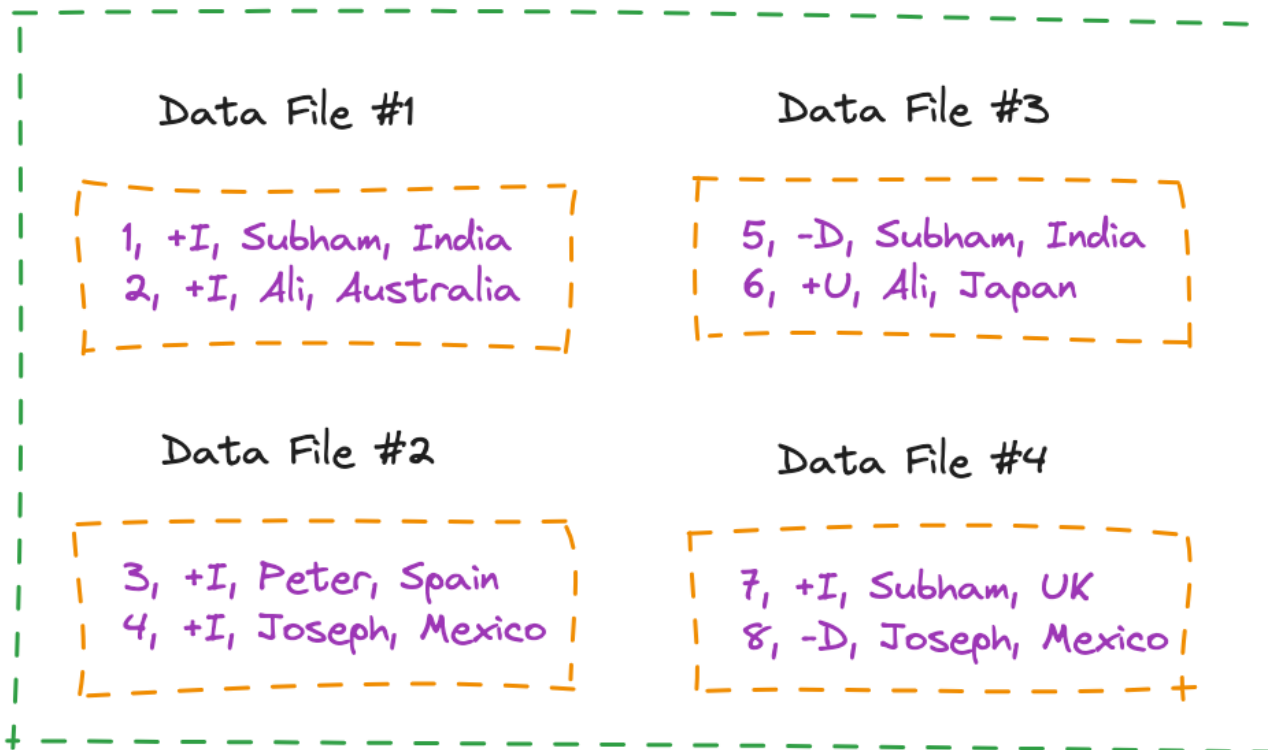 Data File #1
1, +I, Subham, India
2, +I, Ali, Australia
Data File #2
3, +I, Peter, Spain
4, +I, Joseph, Mexico
Data File #3
5, -D, Subham, India
6, +U, Ali, Japan
Data File #4
7, +I, Subham, UK
8, -D, Joseph, Mexico